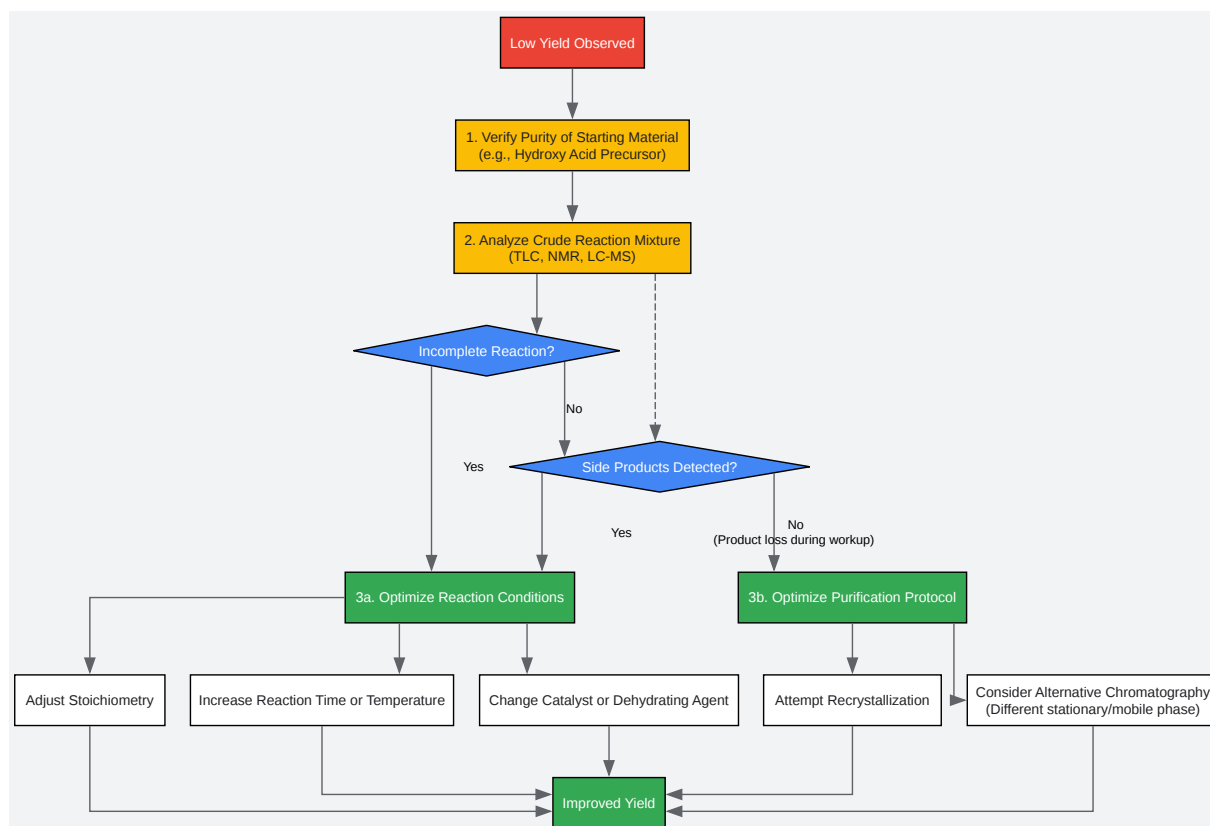 Low Yield Observed
1. Verify Purity of Starting Material
(e.g., Hydroxy Acid Precursor)
2. Analyze Crude Reaction Mixture
(TLC, NMR, LC-MS)
Incomplete Reaction?
No
Yes
Side Products Detected?
Yes
No
(Product loss during workup)
3a. Optimize Reaction Conditions
3b. Optimize Purification Protocol
Adjust Stoichiometry
Increase Reaction Time or Temperature
Change Catalyst or Dehydrating Agent
Attempt Recrystallization
Consider Alternative Chromatography
(Different stationary/mobile phase)
Improved Yield